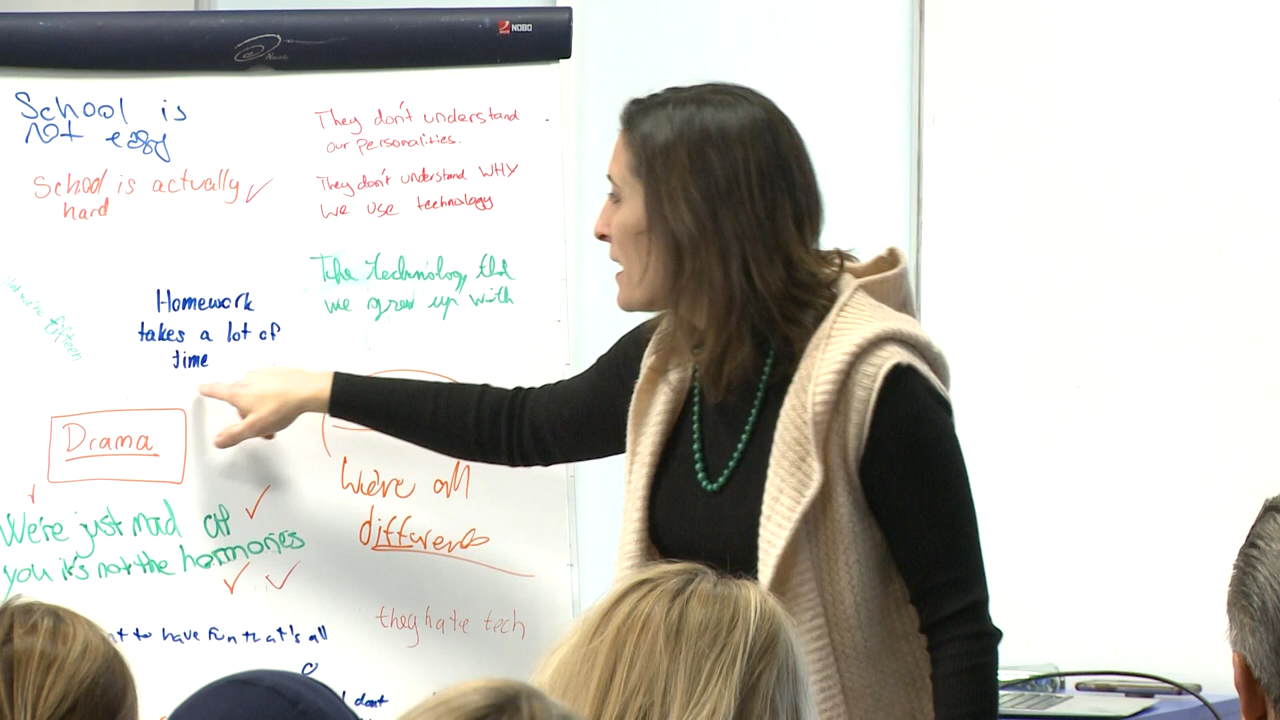 NOBO
School is
not easy
School is actually
hard
They don't understand
our personalities.
They don't understand WHY
we use technology
The technology that
we grew up with
Homework
takes a lot of
time
Drama
We're all
different
We're just mad at
you it's not the hormones
they hate tech
to have fun that's all
I don't